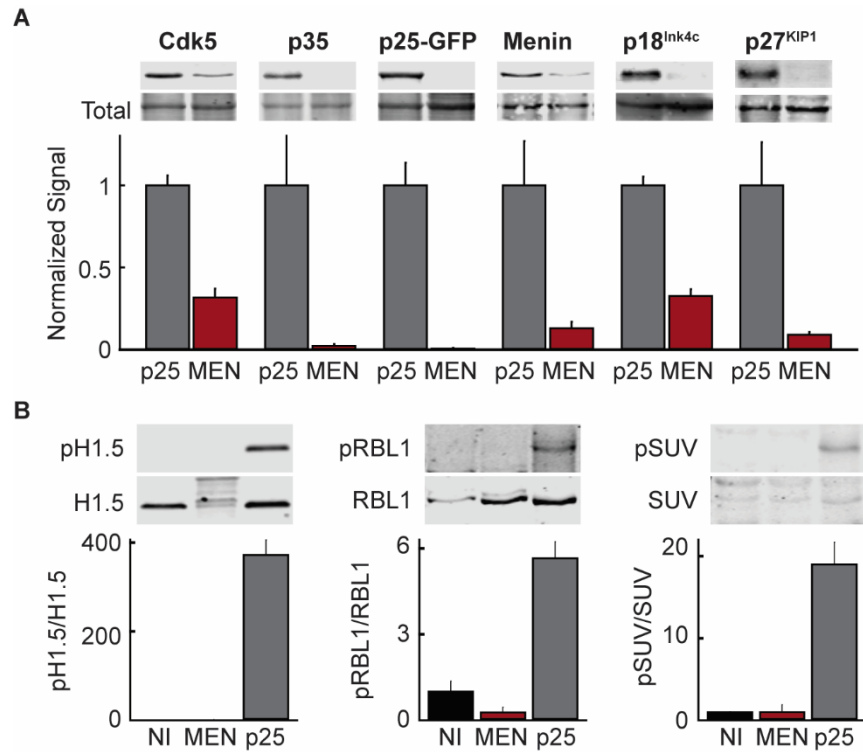 A
Cdk5 p35 p25-GFP Menin p18Ink4c p27KIP1
Total
Normalized Signal
1
0.5
0
p25 MEN p25 MEN p25 MEN p25 MEN p25 MEN p25 MEN
B
pH1.5 pRBL1 pSUV
H1.5 RBL1 SUV
pH1.5/H1.5
400
200
0
NI MEN p25
pRBL1/RBL1
6
3
0
NI MEN p25
pSUV/SUV
20
10
0
NI MEN p25